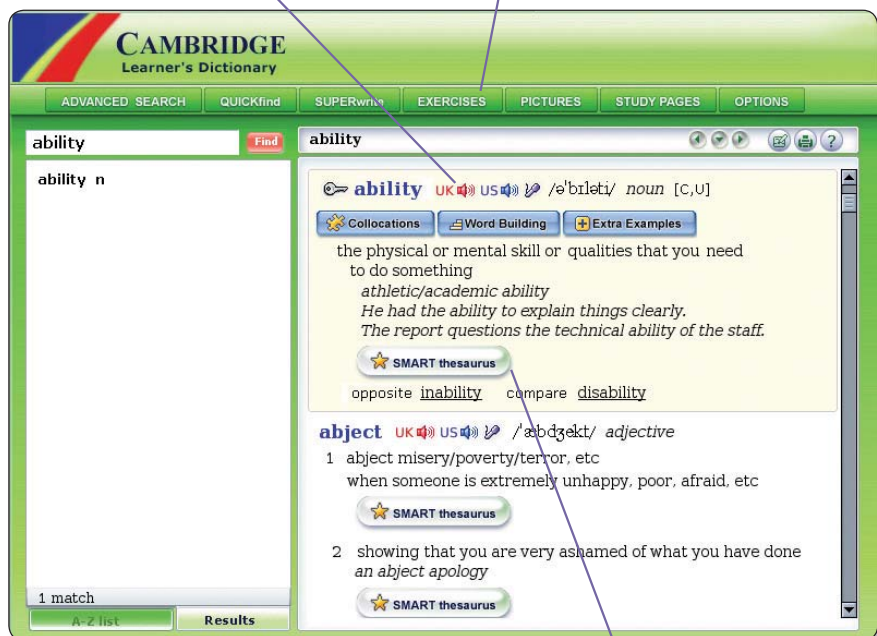 CAMBRIDGE
Learner's Dictionary
ADVANCED SEARCH QUICKfind SUPERwrite EXERCISES PICTURES STUDY PAGES OPTIONS
ability Find
ability
ability n
ability UK US /əˈbɪləti/ noun [C,U]
Collocations Word Building Extra Examples
the physical or mental skill or qualities that you need
to do something
athletic/academic ability
He had the ability to explain things clearly.
The report questions the technical ability of the staff.
SMART thesaurus
opposite inability compare disability
abject UK US /ˈæbdʒekt/ adjective
1 abject misery/poverty/terror, etc
when someone is extremely unhappy, poor, afraid, etc
SMART thesaurus
2 showing that you are very ashamed of what you have done
an abject apology
SMART thesaurus
1 match
A-Z list Results